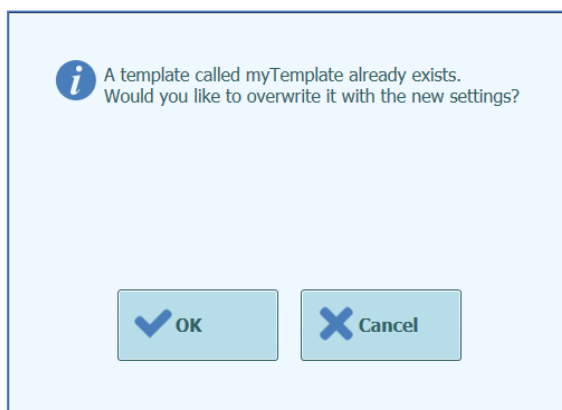 A template called myTemplate already exists.
Would you like to overwrite it with the new settings?
OK
Cancel